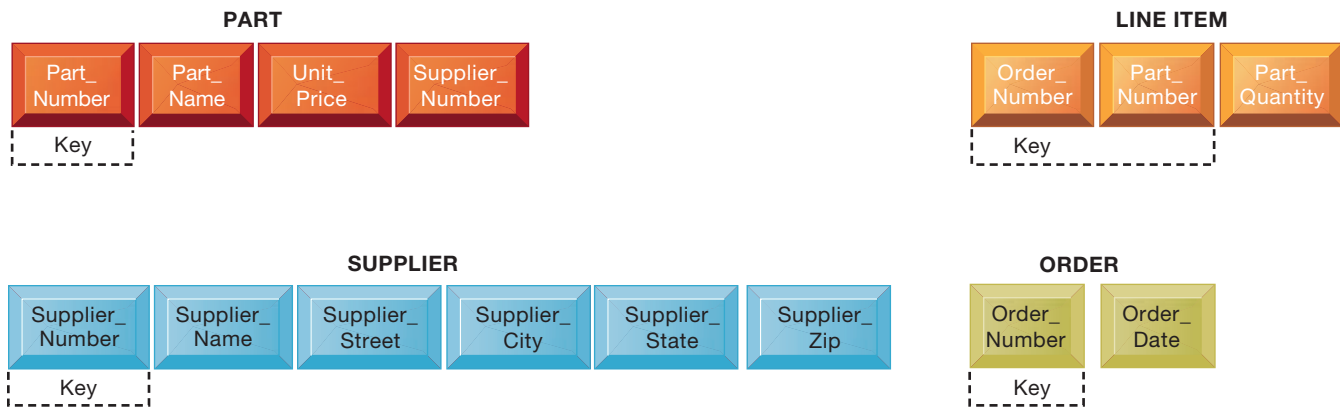 PART
Part_
Number
Part_
Name
Unit_
Price
Supplier_
Number
Key
LINE ITEM
Order_
Number
Part_
Number
Part_
Quantity
Key
SUPPLIER
Supplier_
Number
Supplier_
Name
Supplier_
Street
Supplier_
City
Supplier_
State
Supplier_
Zip
Key
ORDER
Order_
Number
Order_
Date
Key